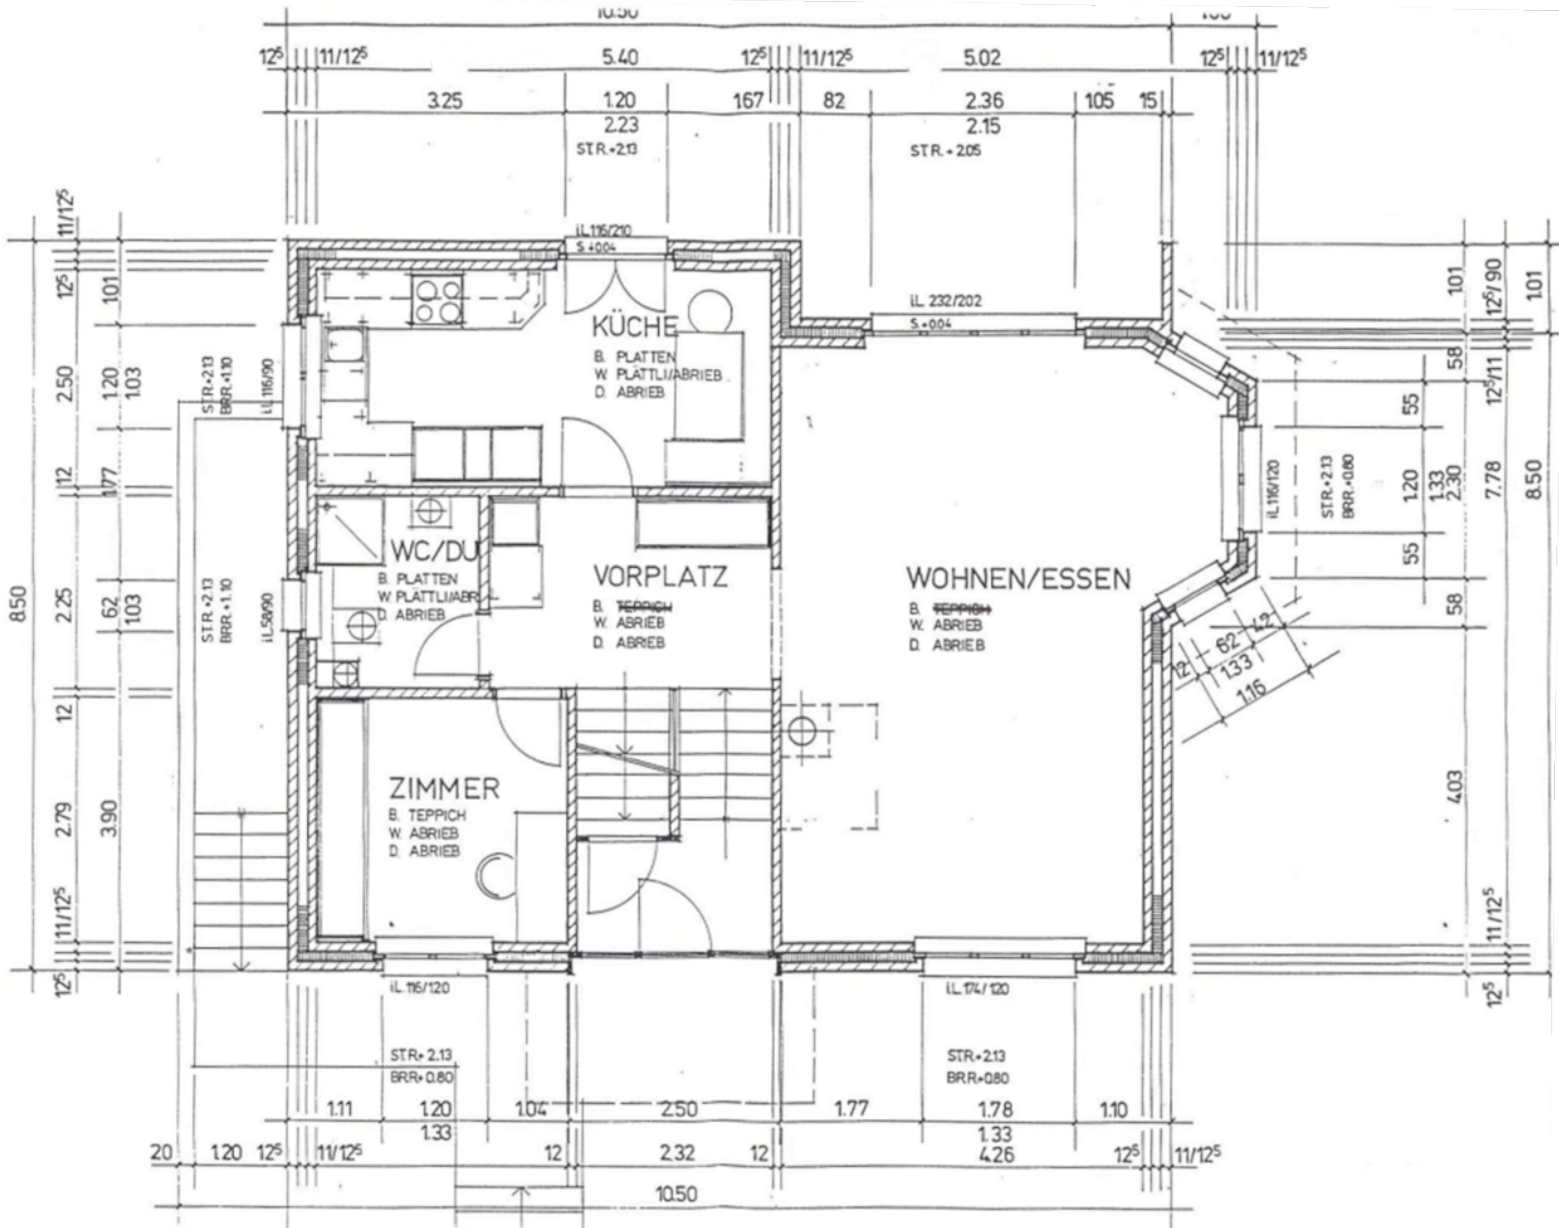 10.50
100
12⁵ 11/12⁵ 5.40 12⁵ 11/12⁵ 5.02 12⁵ 11/12⁵
3.25 1.20 167 82 2.36 105 15
2.23 2.15
STR.+2.13 STR.+2.05
iL.116/210
S.+0.04
iL. 232/202
S.+0.04
KÜCHE
B. PLATTEN
W. PLÄTTLI/ABRIEB
D. ABRIEB
WC/DU
B. PLATTEN
W. PLÄTTLI/ABR
D. ABRIEB
VORPLATZ
B. TEPPICH
W. ABRIEB
D. ABRIEB
WOHNEN/ESSEN
B. TEPPICH
W. ABRIEB
D. ABRIEB
ZIMMER
B. TEPPICH
W. ABRIEB
D. ABRIEB
8.50
11/12⁵
12⁵
2.50
12
2.25
12
2.79
11/12⁵
12⁵
101
1.20
1.03
1.77
62
1.03
3.90
STR.+2.13
BRR.+1.10
iL.116/90
STR.+2.13
BRR.+1.10
iL.58/90
iL.116/120
STR.+2.13
BRR.+0.80
55
1.20
1.33
2.30
55
101
58
58
4.03
12⁵/90
12⁵/11
7.78
11/12⁵
12⁵
1.01
8.50
12 62 42
1.33
1.16
iL.116/120
iL.174/120
STR.+2.13
BRR.+0.80
STR.+2.13
BRR.+0.80
1.11 1.20 1.04 2.50 1.77 1.78 1.10
1.33 1.33
20 1.20 12⁵ 11/12⁵ 12 2.32 12 4.26 12⁵ 11/12⁵
10.50